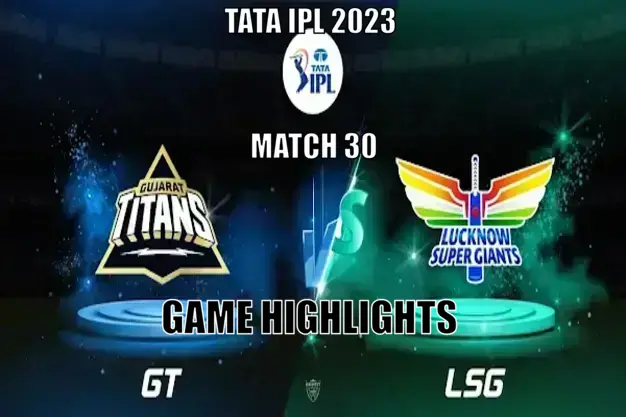 TATA IPL 2023
TATA
IPL
MATCH 30
GUJARAT
TITANS
VS
LUCKNOW
SUPER GIANTS
GAME HIGHLIGHTS
GT
LSG